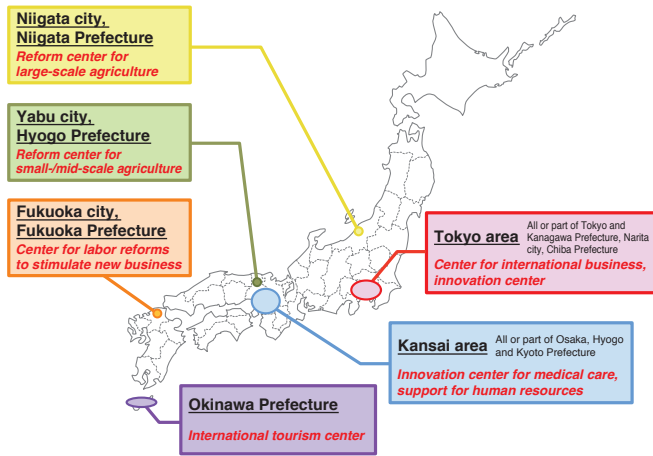 Niigata city,
Niigata Prefecture
Reform center for
large-scale agriculture
Yabu city,
Hyogo Prefecture
Reform center for
small-/mid-scale agriculture
Fukuoka city,
Fukuoka Prefecture
Center for labor reforms
to stimulate new business
Tokyo area All or part of Tokyo and
Kanagawa Prefecture, Narita
city, Chiba Prefecture
Center for international business,
innovation center
Kansai area All or part of Osaka, Hyogo
and Kyoto Prefecture
Innovation center for medical care,
support for human resources
Okinawa Prefecture
International tourism center